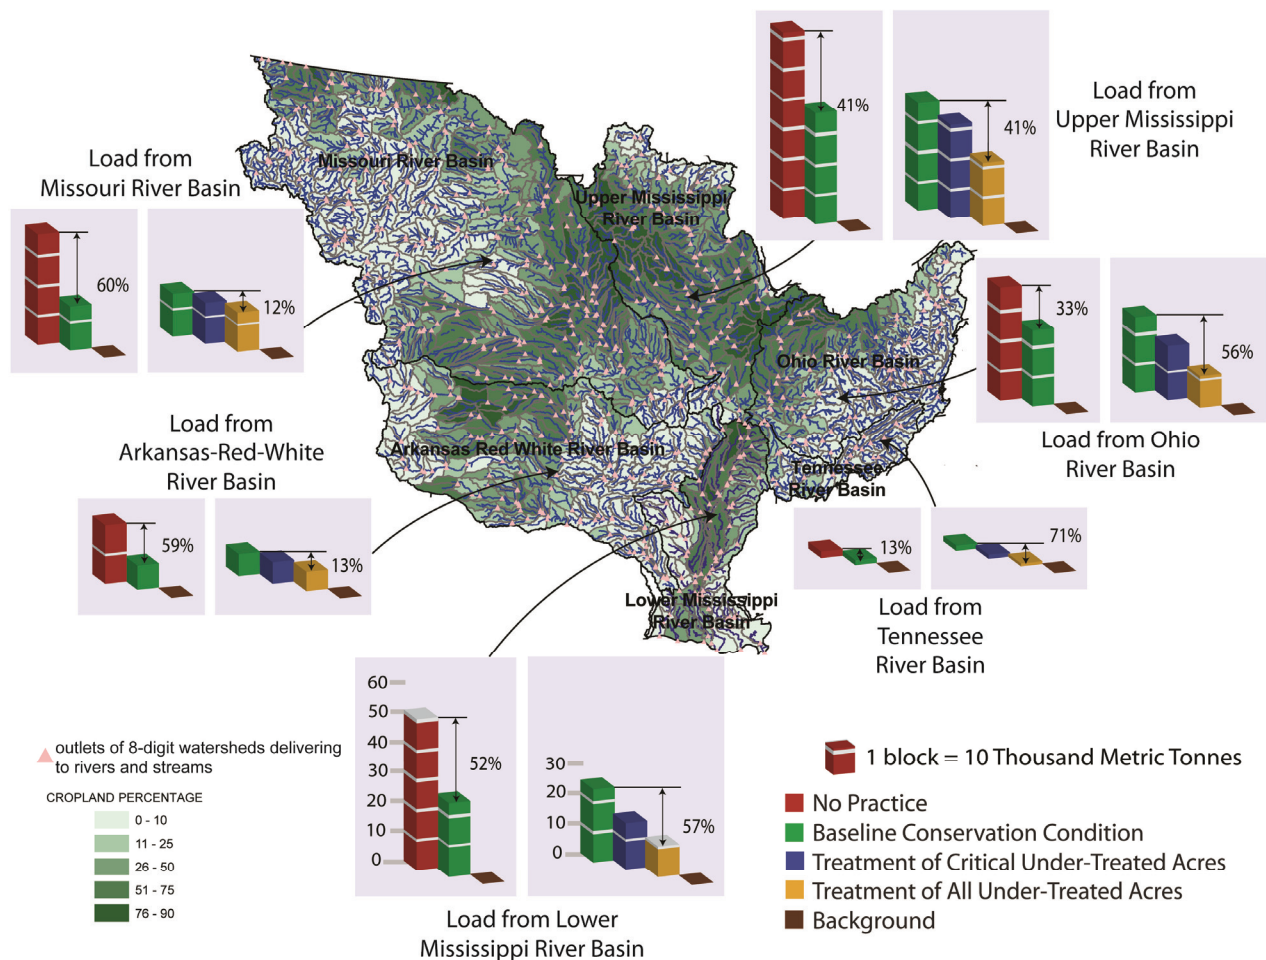 Load from
Upper Mississippi
River Basin
41%
41%
Load from
Missouri River Basin
60%
12%
Missouri River Basin
Upper Mississippi
River Basin
33%
56%
Load from Ohio
River Basin
Ohio River Basin
Load from
Arkansas-Red-White
River Basin
59%
13%
Arkansas Red White River Basin
Tennessee
River Basin
13%
71%
Load from
Tennessee
River Basin
Lower Mississippi
River Basin
60
50
40
30
20
10
0
52%
30
20
10
0
57%
Load from Lower
Mississippi River Basin
outlets of 8-digit watersheds delivering
to rivers and streams
CROPLAND PERCENTAGE
0 - 10
11 - 25
26 - 50
51 - 75
76 - 90
1 block = 10 Thousand Metric Tonnes
No Practice
Baseline Conservation Condition
Treatment of Critical Under-Treated Acres
Treatment of All Under-Treated Acres
Background